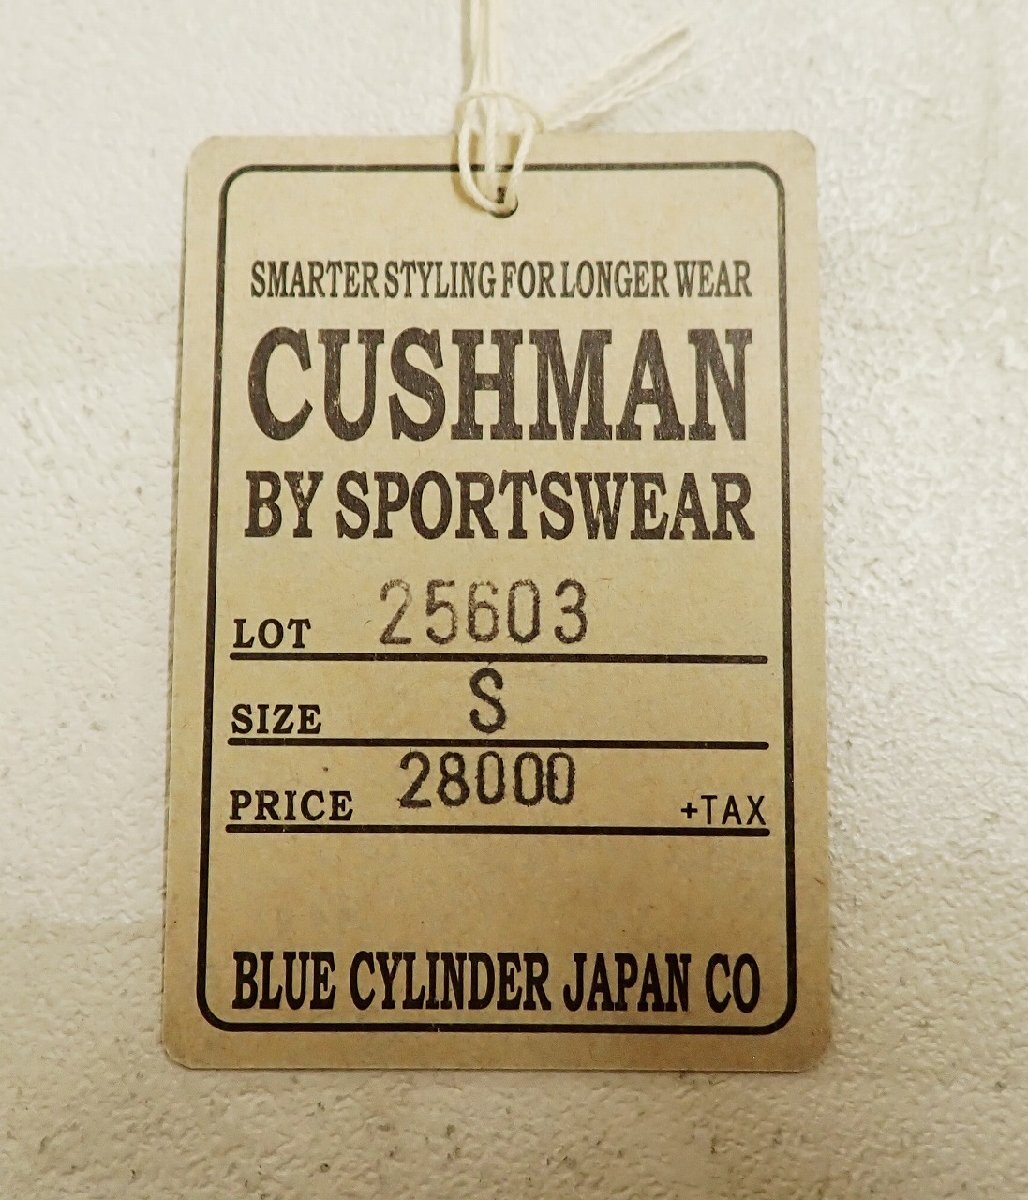 SMARTER STYLING FOR LONGER WEAR
CUSHMAN
BY SPORTSWEAR
LOT 25603
SIZE S
PRICE 28000 +TAX
BLUE CYLINDER JAPAN CO